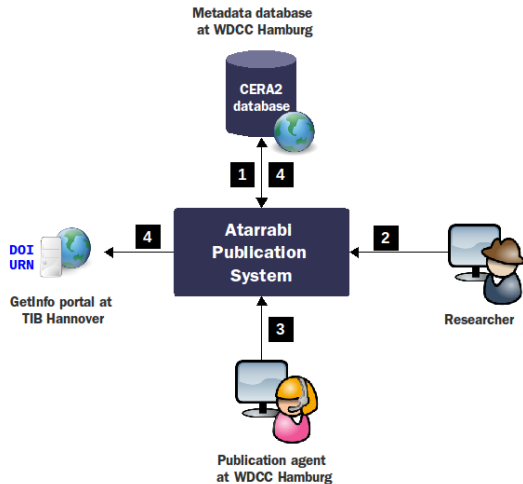 Metadata database
at WDCC Hamburg
CERA2
database
1
4
Atarrabi
Publication
System
4
2
DOI
URN
GetInfo portal at
TIB Hannover
Researcher
3
Publication agent
at WDCC Hamburg